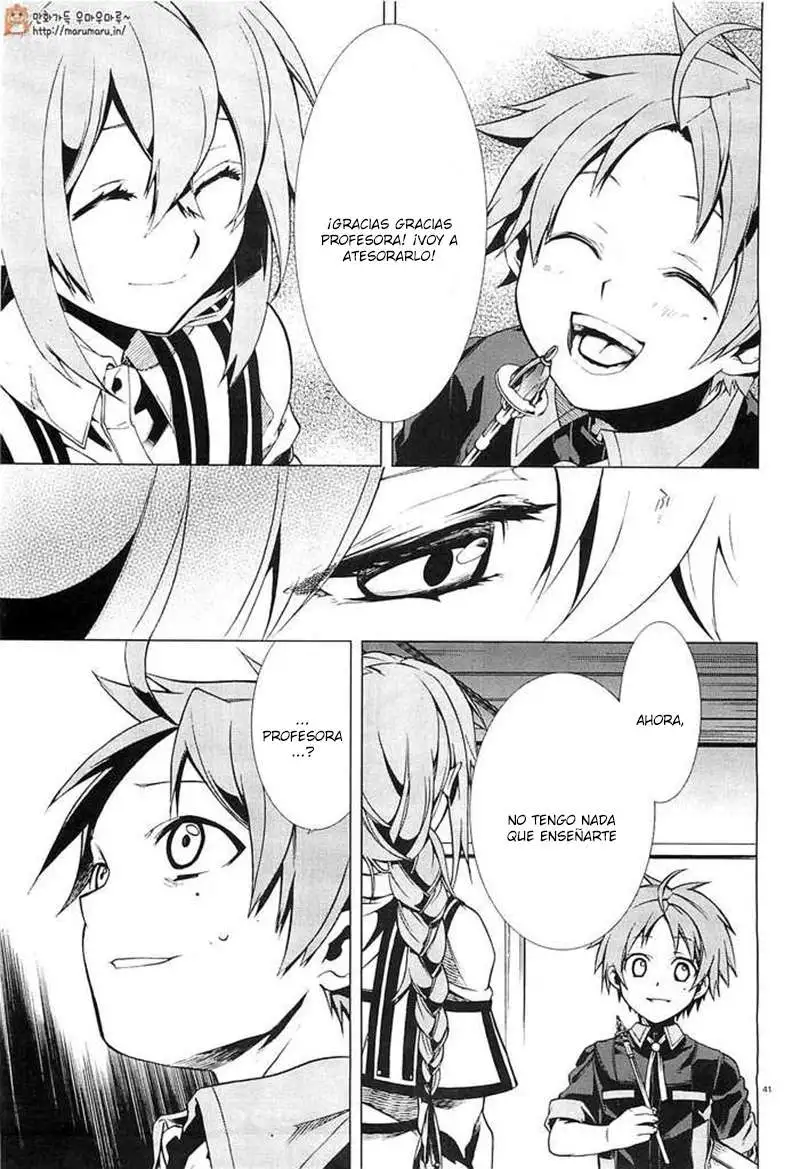 만화가득 우마우마루~
http://marumaru.in/
¡GRACIAS GRACIAS
PROFESORA! ¡VOY A
ATESORARLO!
...
PROFESORA
...?
AHORA,
NO TENGO NADA
QUE ENSEÑARTE
41